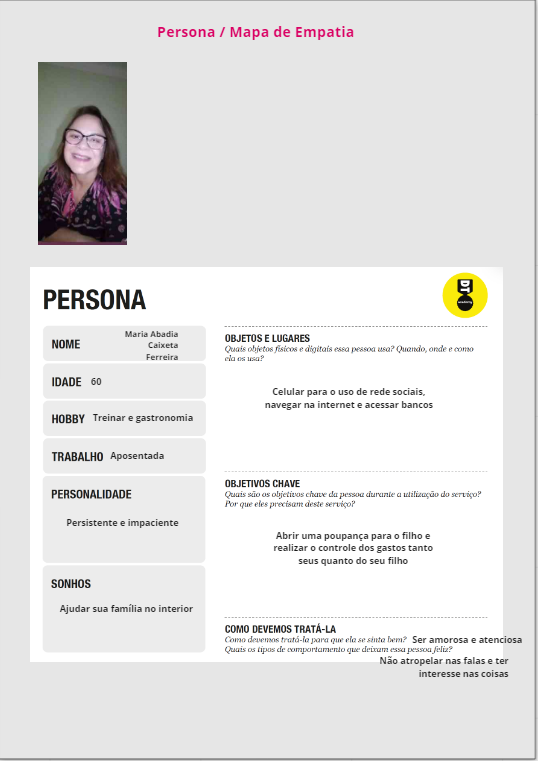 Persona / Mapa de Empatia
PERSONA
NOME
Maria Abadia
Caixeta
Ferreira
IDADE 60
HOBBY Treinar e gastronomia
TRABALHO Aposentada
PERSONALIDADE
Persistente e impaciente
SONHOS
Ajudar sua família no interior
OBJETOS E LUGARES
Quais objetos físicos e digitais essa pessoa usa? Quando, onde e como
ela os usa?
Celular para o uso de rede sociais,
navegar na internet e acessar bancos
OBJETIVOS CHAVE
Quais são os objetivos chave da pessoa durante a utilização do serviço?
Por que eles precisam deste serviço?
Abrir uma poupança para o filho e
realizar o controle dos gastos tanto
seus quanto do seu filho
COMO DEVEMOS TRATÁ-LA
Como devemos tratá-la para que ela se sinta bem? Ser amorosa e atenciosa
Quais os tipos de comportamento que deixam essa pessoa feliz?
Não atropelar nas falas e ter
interesse nas coisas